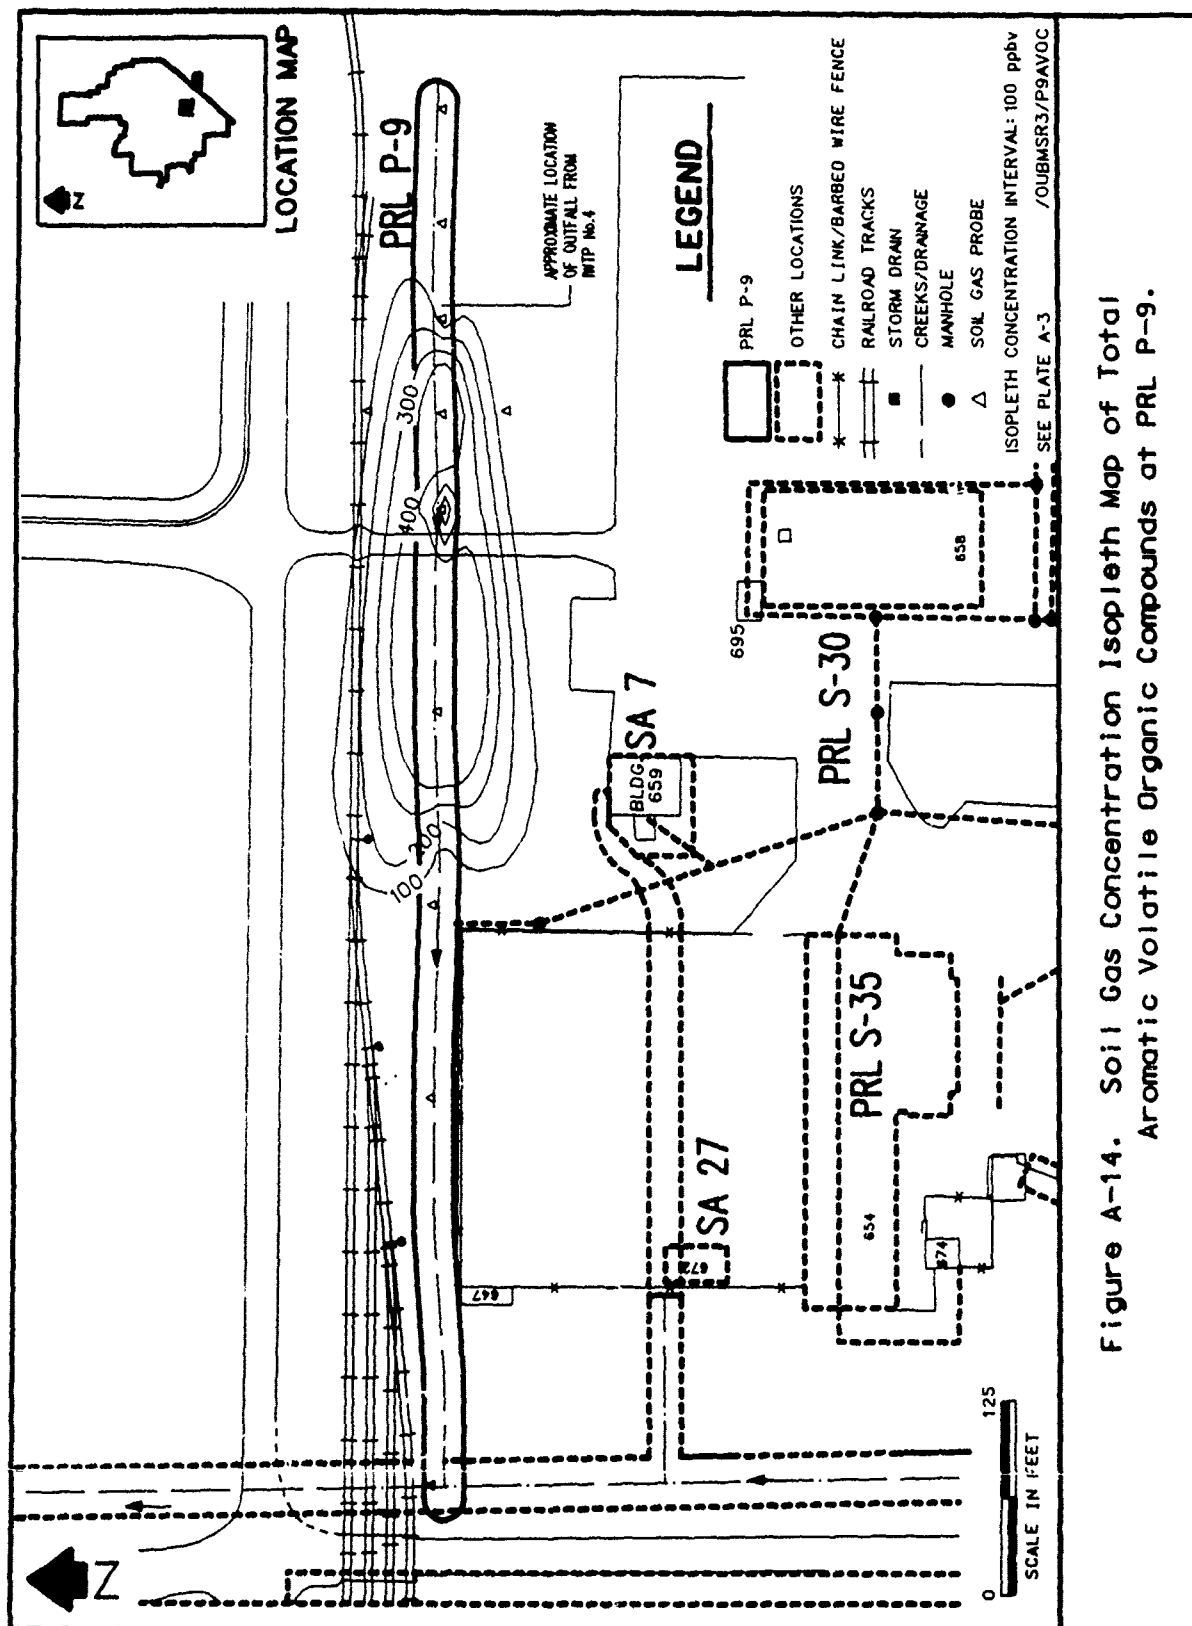 N
LOCATION MAP
PRL
PRL P-9
APPROXIMATE LOCATION
OF OUTFALL FROM
IWTP No.4
300
400
200
100
SA 7
BLDG
659
SA 27
672
647
695
658
PRL S-30
PRL S-35
654
674
N
LEGEND
PRL P-9
OTHER LOCATIONS
CHAIN LINK/BARBED WIRE FENCE
RAILROAD TRACKS
STORM DRAIN
CREEKS/DRAINAGE
MANHOLE
SOIL GAS PROBE
ISOPLETH CONCENTRATION INTERVAL: 100 ppbv
SEE PLATE A-3 /OUBMSR3/P9AVOC
0 125
SCALE IN FEET
Figure A-14. Soil Gas Concentration Isopleth Map of Total
Aromatic Volatile Organic Compounds at PRL P-9.